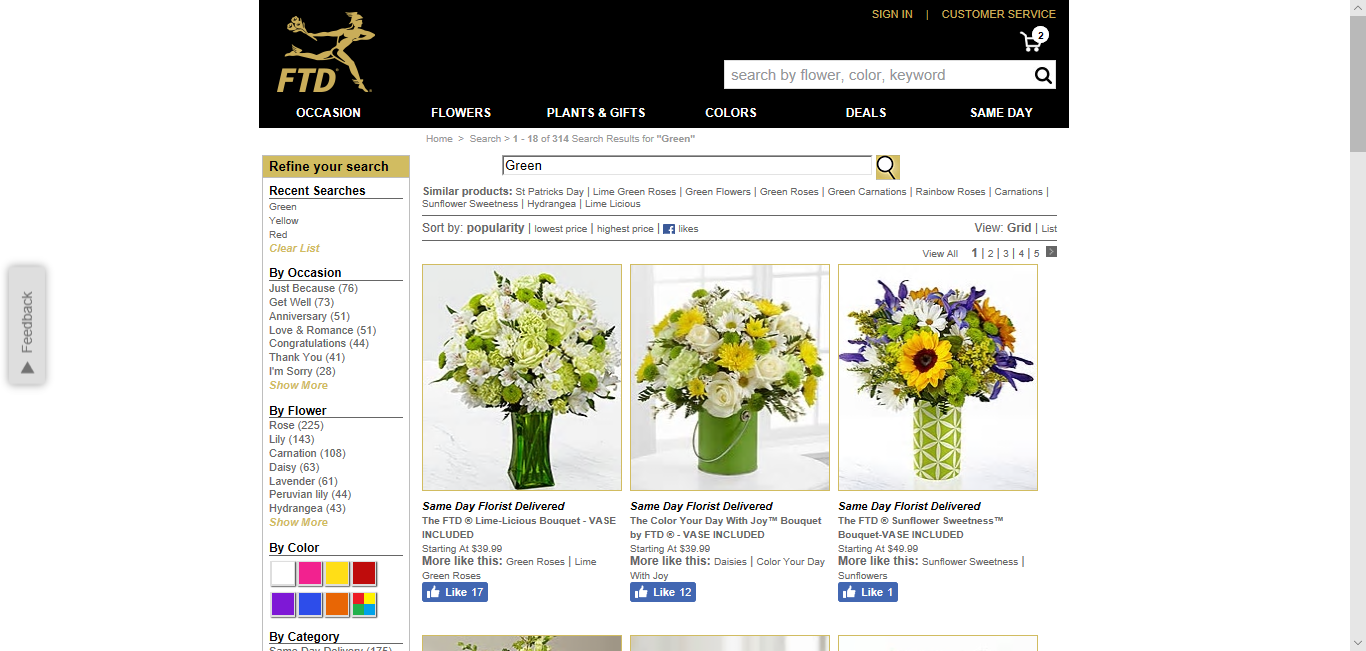 SIGN IN | CUSTOMER SERVICE
2
FTD
search by flower, color, keyword
OCCASION FLOWERS PLANTS & GIFTS COLORS DEALS SAME DAY
Home > Search > 1 - 18 of 314 Search Results for "Green"
Refine your search
Recent Searches
Green
Yellow
Red
Clear List
By Occasion
Just Because (76)
Get Well (73)
Anniversary (51)
Love & Romance (51)
Congratulations (44)
Thank You (41)
I'm Sorry (28)
Show More
By Flower
Rose (225)
Lily (143)
Carnation (108)
Daisy (63)
Lavender (61)
Peruvian lily (44)
Hydrangea (43)
Show More
By Color
By Category
Same Day Delivery (175)
Feedback
Green
Similar products: St Patricks Day | Lime Green Roses | Green Flowers | Green Roses | Green Carnations | Rainbow Roses | Carnations |
Sunflower Sweetness | Hydrangea | Lime Licious
Sort by: popularity | lowest price | highest price | f likes
View: Grid | List
View All 1 | 2 | 3 | 4 | 5 >
Same Day Florist Delivered
The FTD ® Lime-Licious Bouquet - VASE
INCLUDED
Starting At $39.99
More like this: Green Roses | Lime
Green Roses
Like 17
Same Day Florist Delivered
The Color Your Day With Joy™ Bouquet
by FTD ® - VASE INCLUDED
Starting At $39.99
More like this: Daisies | Color Your Day
With Joy
Like 12
Same Day Florist Delivered
The FTD ® Sunflower Sweetness™
Bouquet-VASE INCLUDED
Starting At $49.99
More like this: Sunflower Sweetness |
Sunflowers
Like 1